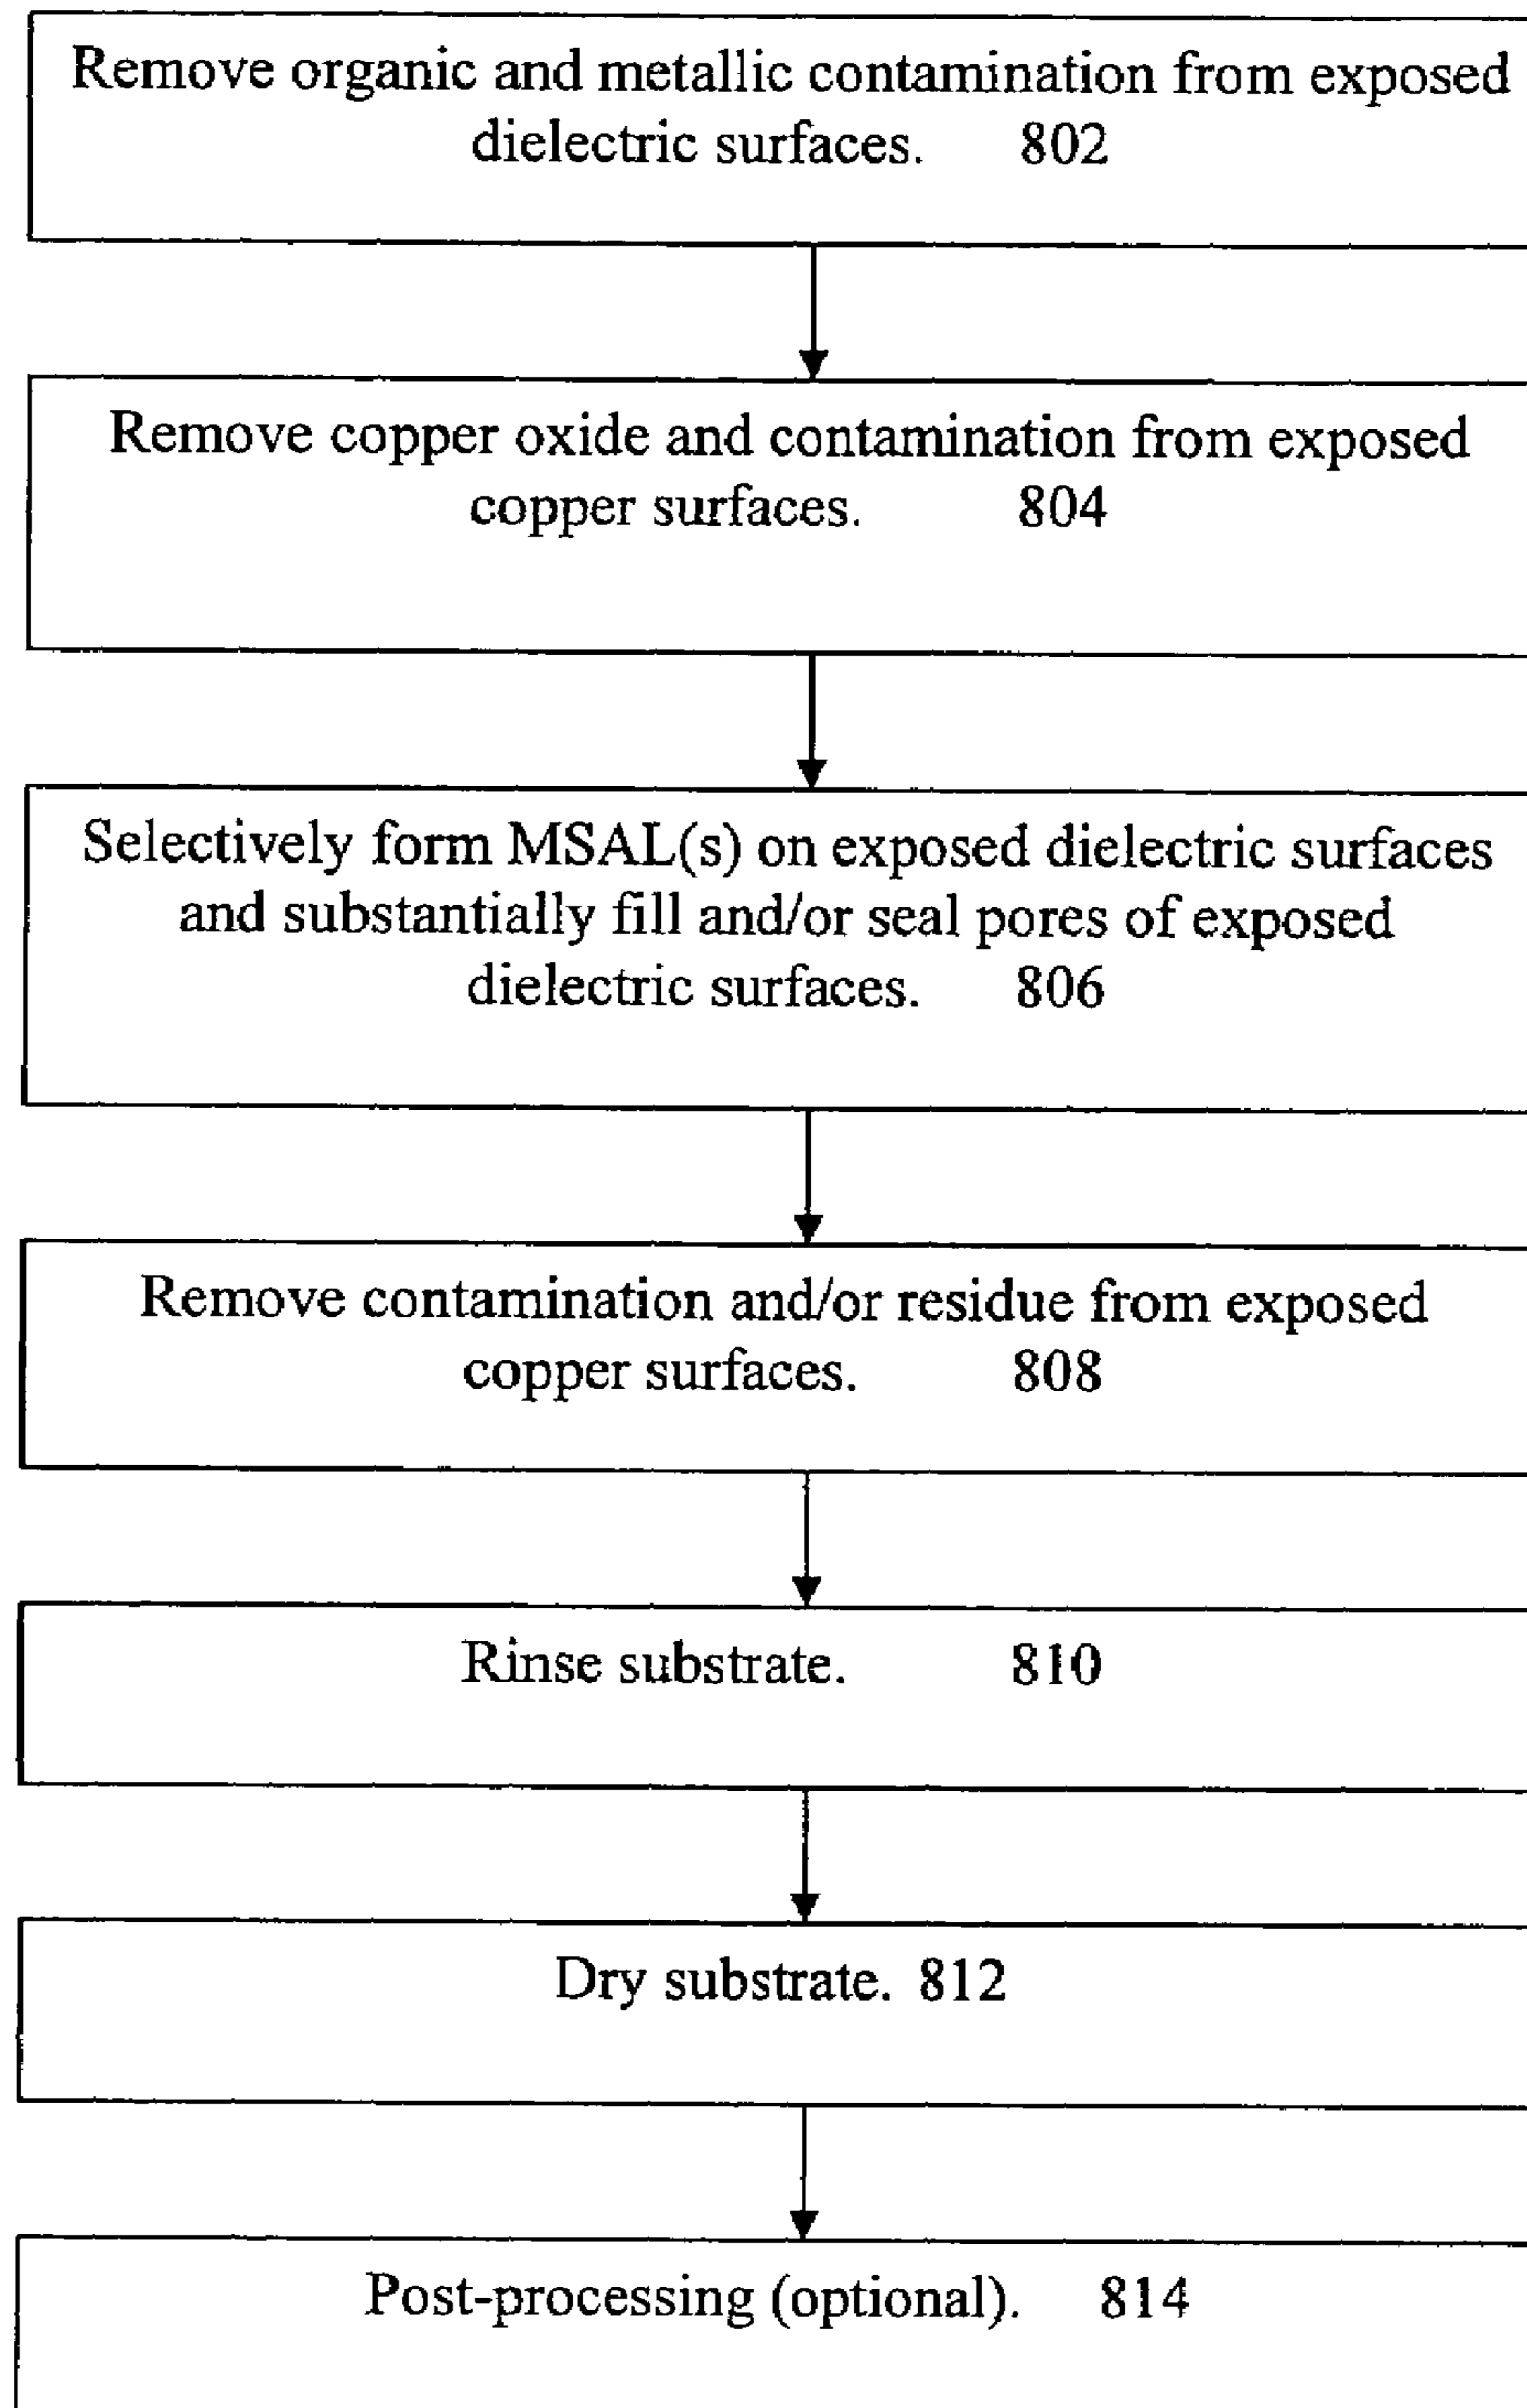 Remove organic and metallic contamination from exposed
dielectric surfaces. 802
Remove copper oxide and contamination from exposed
copper surfaces. 804
Selectively form MSAL(s) on exposed dielectric surfaces
and substantially fill and/or seal pores of exposed
dielectric surfaces. 806
Remove contamination and/or residue from exposed
copper surfaces. 808
Rinse substrate. 810
Dry substrate. 812
Post-processing (optional). 814